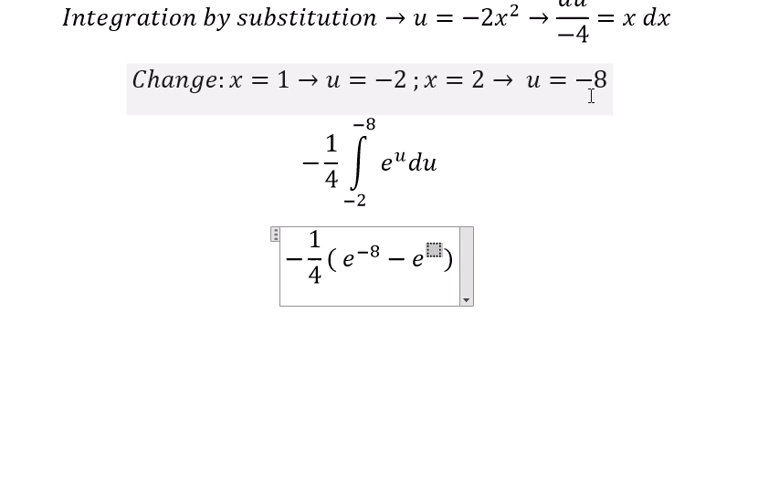 Integration by substitution → u = −2x² → du/−4 = x dx
Change: x = 1 → u = −2 ; x = 2 → u = −8
−1/4 ∫₋₂⁻⁸ eᵘ du
−1/4 ( e⁻⁸ − e )